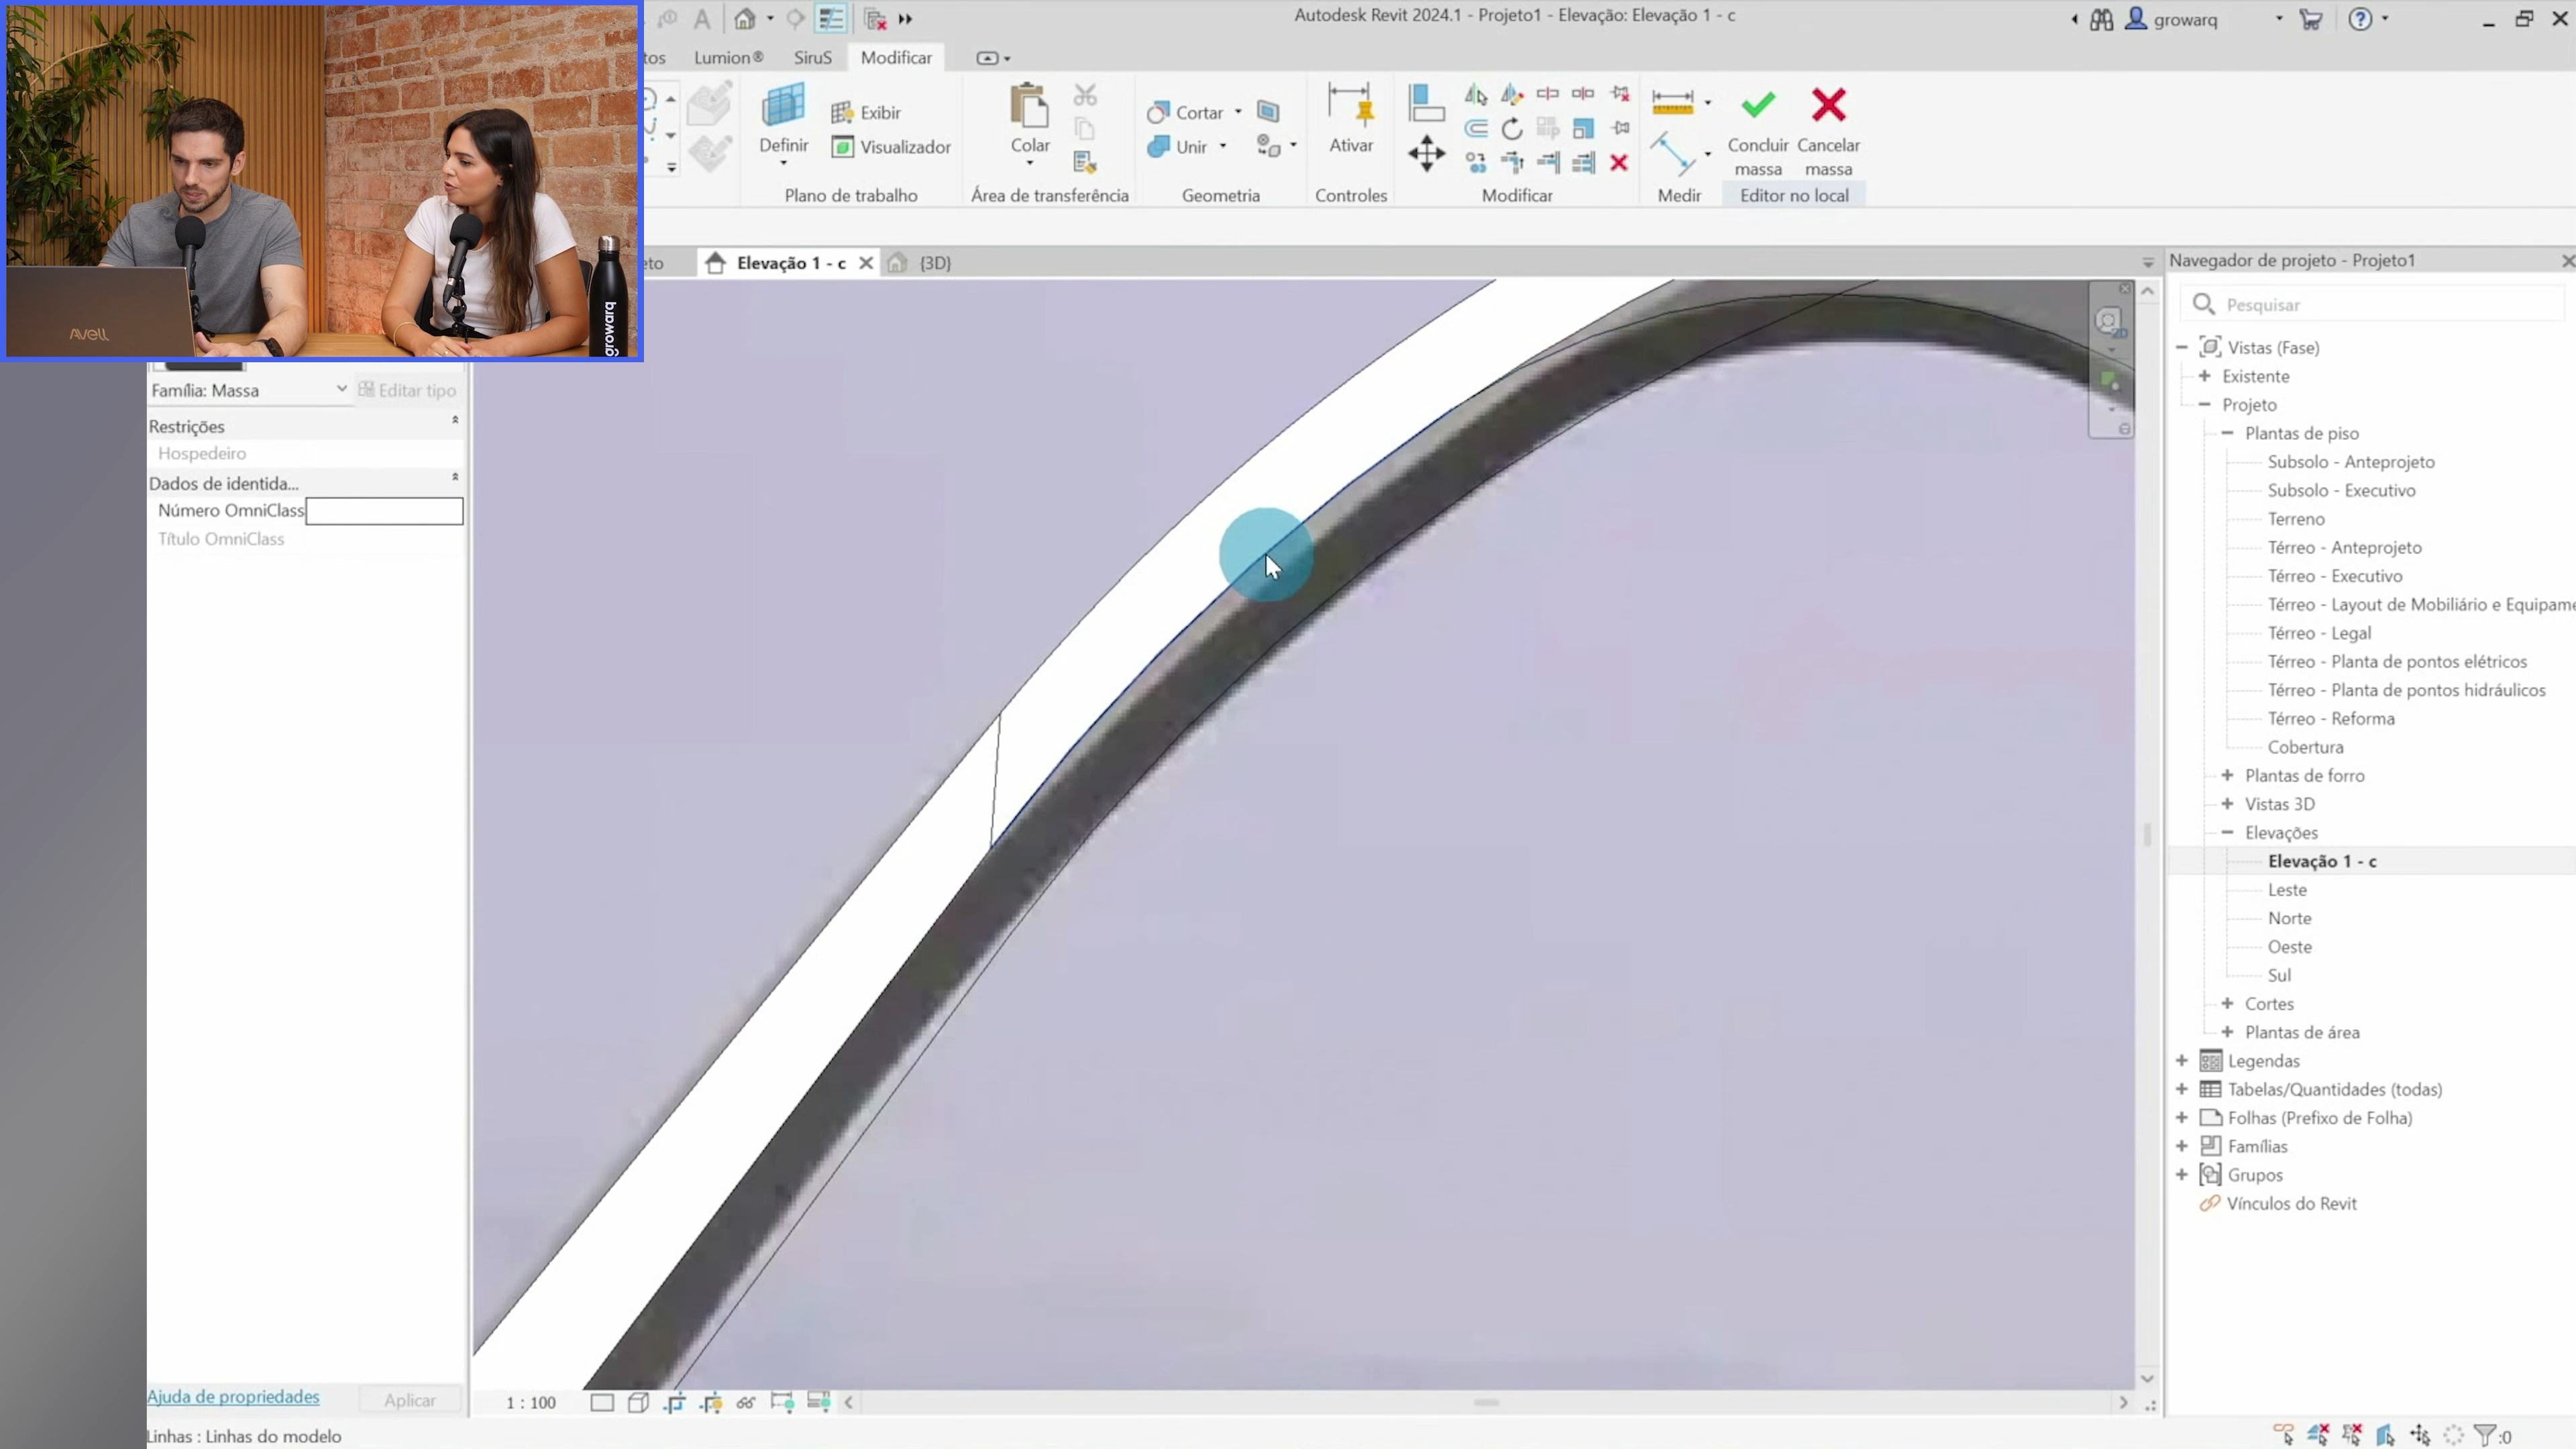 Autodesk Revit 2024.1 - Projeto1 - Elevação: Elevação 1 - c
growarq
tos
Lumion®
SiruS
Modificar
Definir
Exibir
Visualizador
Plano de trabalho
Colar
Área de transferência
Cortar
Unir
Geometria
Ativar
Controles
Modificar
Medir
Concluir massa
Cancelar massa
Editor no local
eto
Elevação 1 - c
{3D}
AVELL
growarq
Família: Massa
Editar tipo
Restrições
Hospedeiro
Dados de identida...
Número OmniClass
Título OmniClass
Ajuda de propriedades
Aplicar
1 : 100
Linhas : Linhas do modelo
Navegador de projeto - Projeto1
Pesquisar
Vistas (Fase)
Existente
Projeto
Plantas de piso
Subsolo - Anteprojeto
Subsolo - Executivo
Terreno
Térreo - Anteprojeto
Térreo - Executivo
Térreo - Layout de Mobiliário e Equipame
Térreo - Legal
Térreo - Planta de pontos elétricos
Térreo - Planta de pontos hidráulicos
Térreo - Reforma
Cobertura
Plantas de forro
Vistas 3D
Elevações
Elevação 1 - c
Leste
Norte
Oeste
Sul
Cortes
Plantas de área
Legendas
Tabelas/Quantidades (todas)
Folhas (Prefixo de Folha)
Famílias
Grupos
Vínculos do Revit
:0